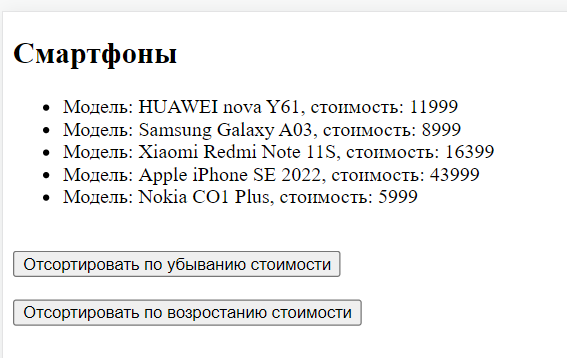 Смартфоны
Модель: HUAWEI nova Y61, стоимость: 11999
Модель: Samsung Galaxy A03, стоимость: 8999
Модель: Xiaomi Redmi Note 11S, стоимость: 16399
Модель: Apple iPhone SE 2022, стоимость: 43999
Модель: Nokia CO1 Plus, стоимость: 5999
Отсортировать по убыванию стоимости
Отсортировать по возростанию стоимости